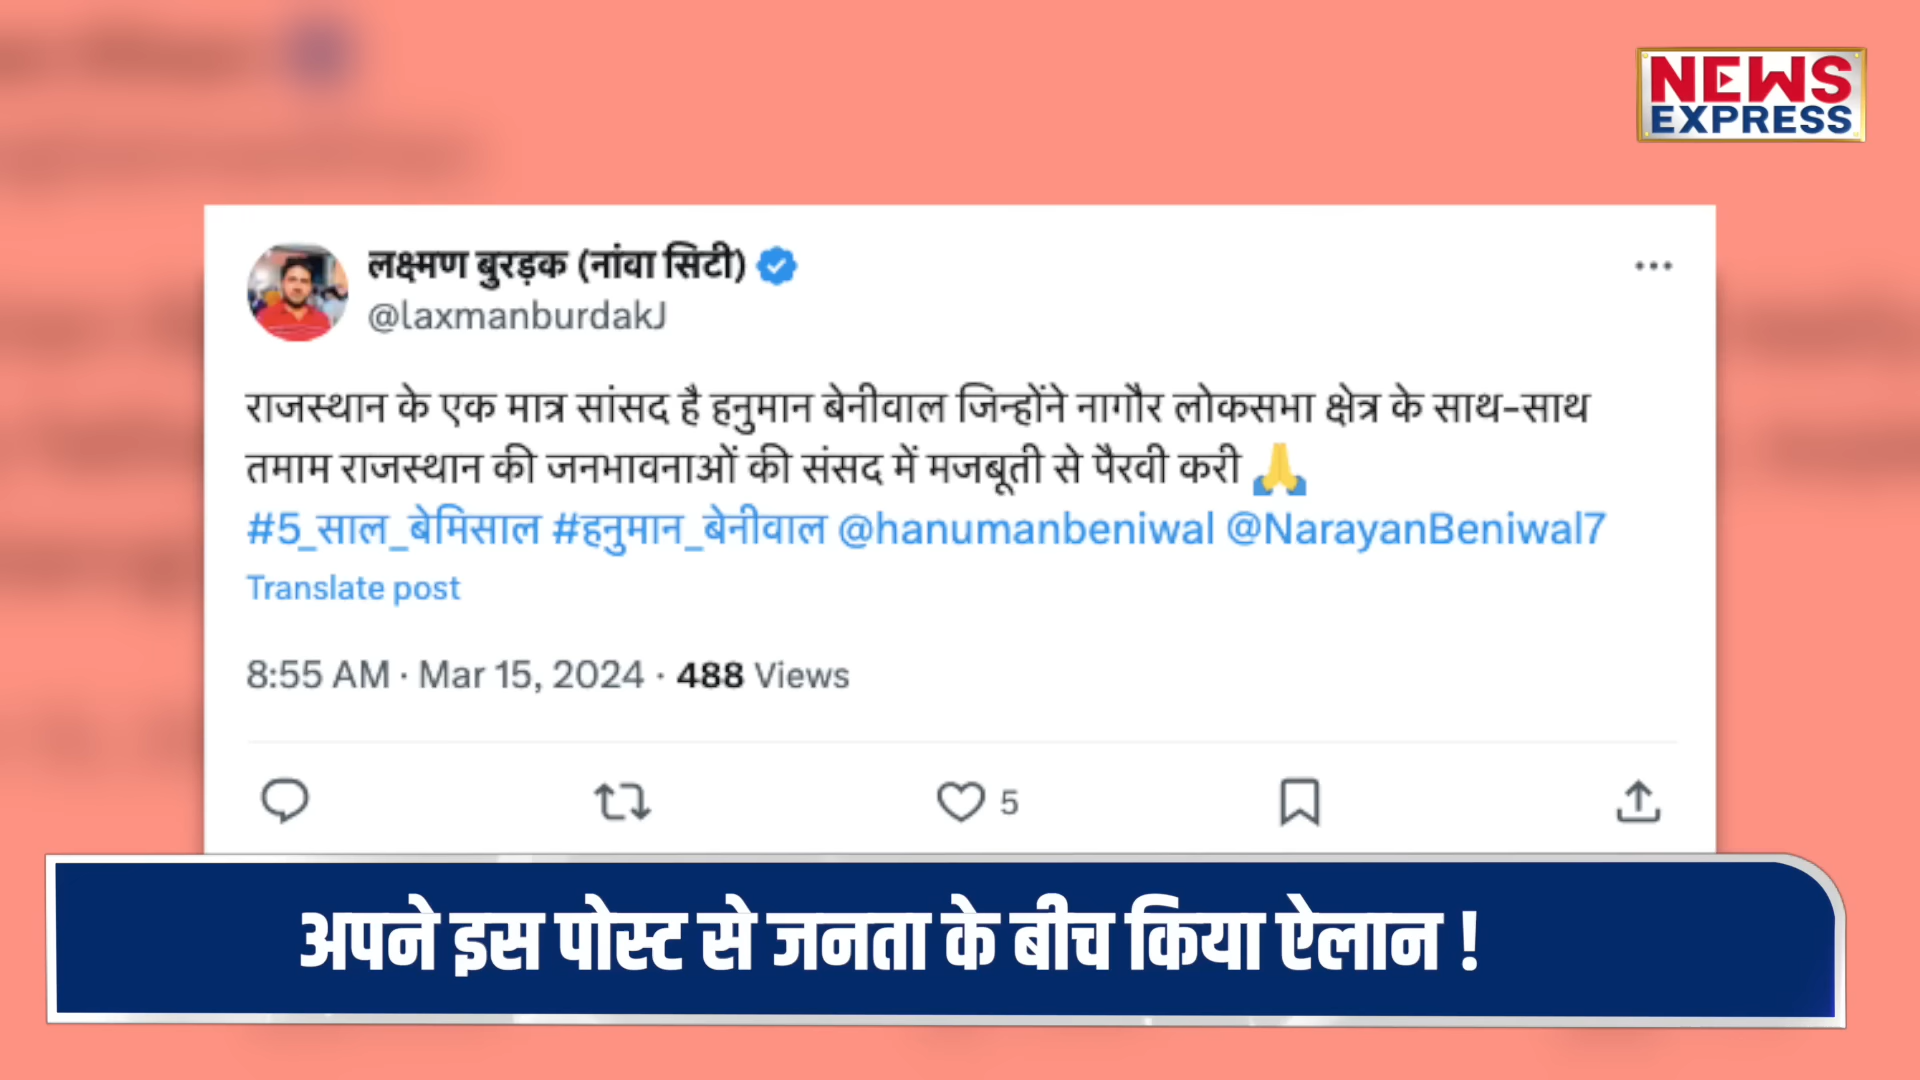 NEWS
EXPRESS
लक्ष्मण बुरड़क (नांवा सिटी)
@laxmanburdakJ
राजस्थान के एक मात्र सांसद है हनुमान बेनीवाल जिन्होंने नागौर लोकसभा क्षेत्र के साथ-साथ
तमाम राजस्थान की जनभावनाओं की संसद में मजबूती से पैरवी करी 🙏
#5_साल_बेमिसाल #हनुमान_बेनीवाल @hanumanbeniwal @NarayanBeniwal7
Translate post
8:55 AM · Mar 15, 2024 · 488 Views
5
अपने इस पोस्ट से जनता के बीच किया ऐलान !